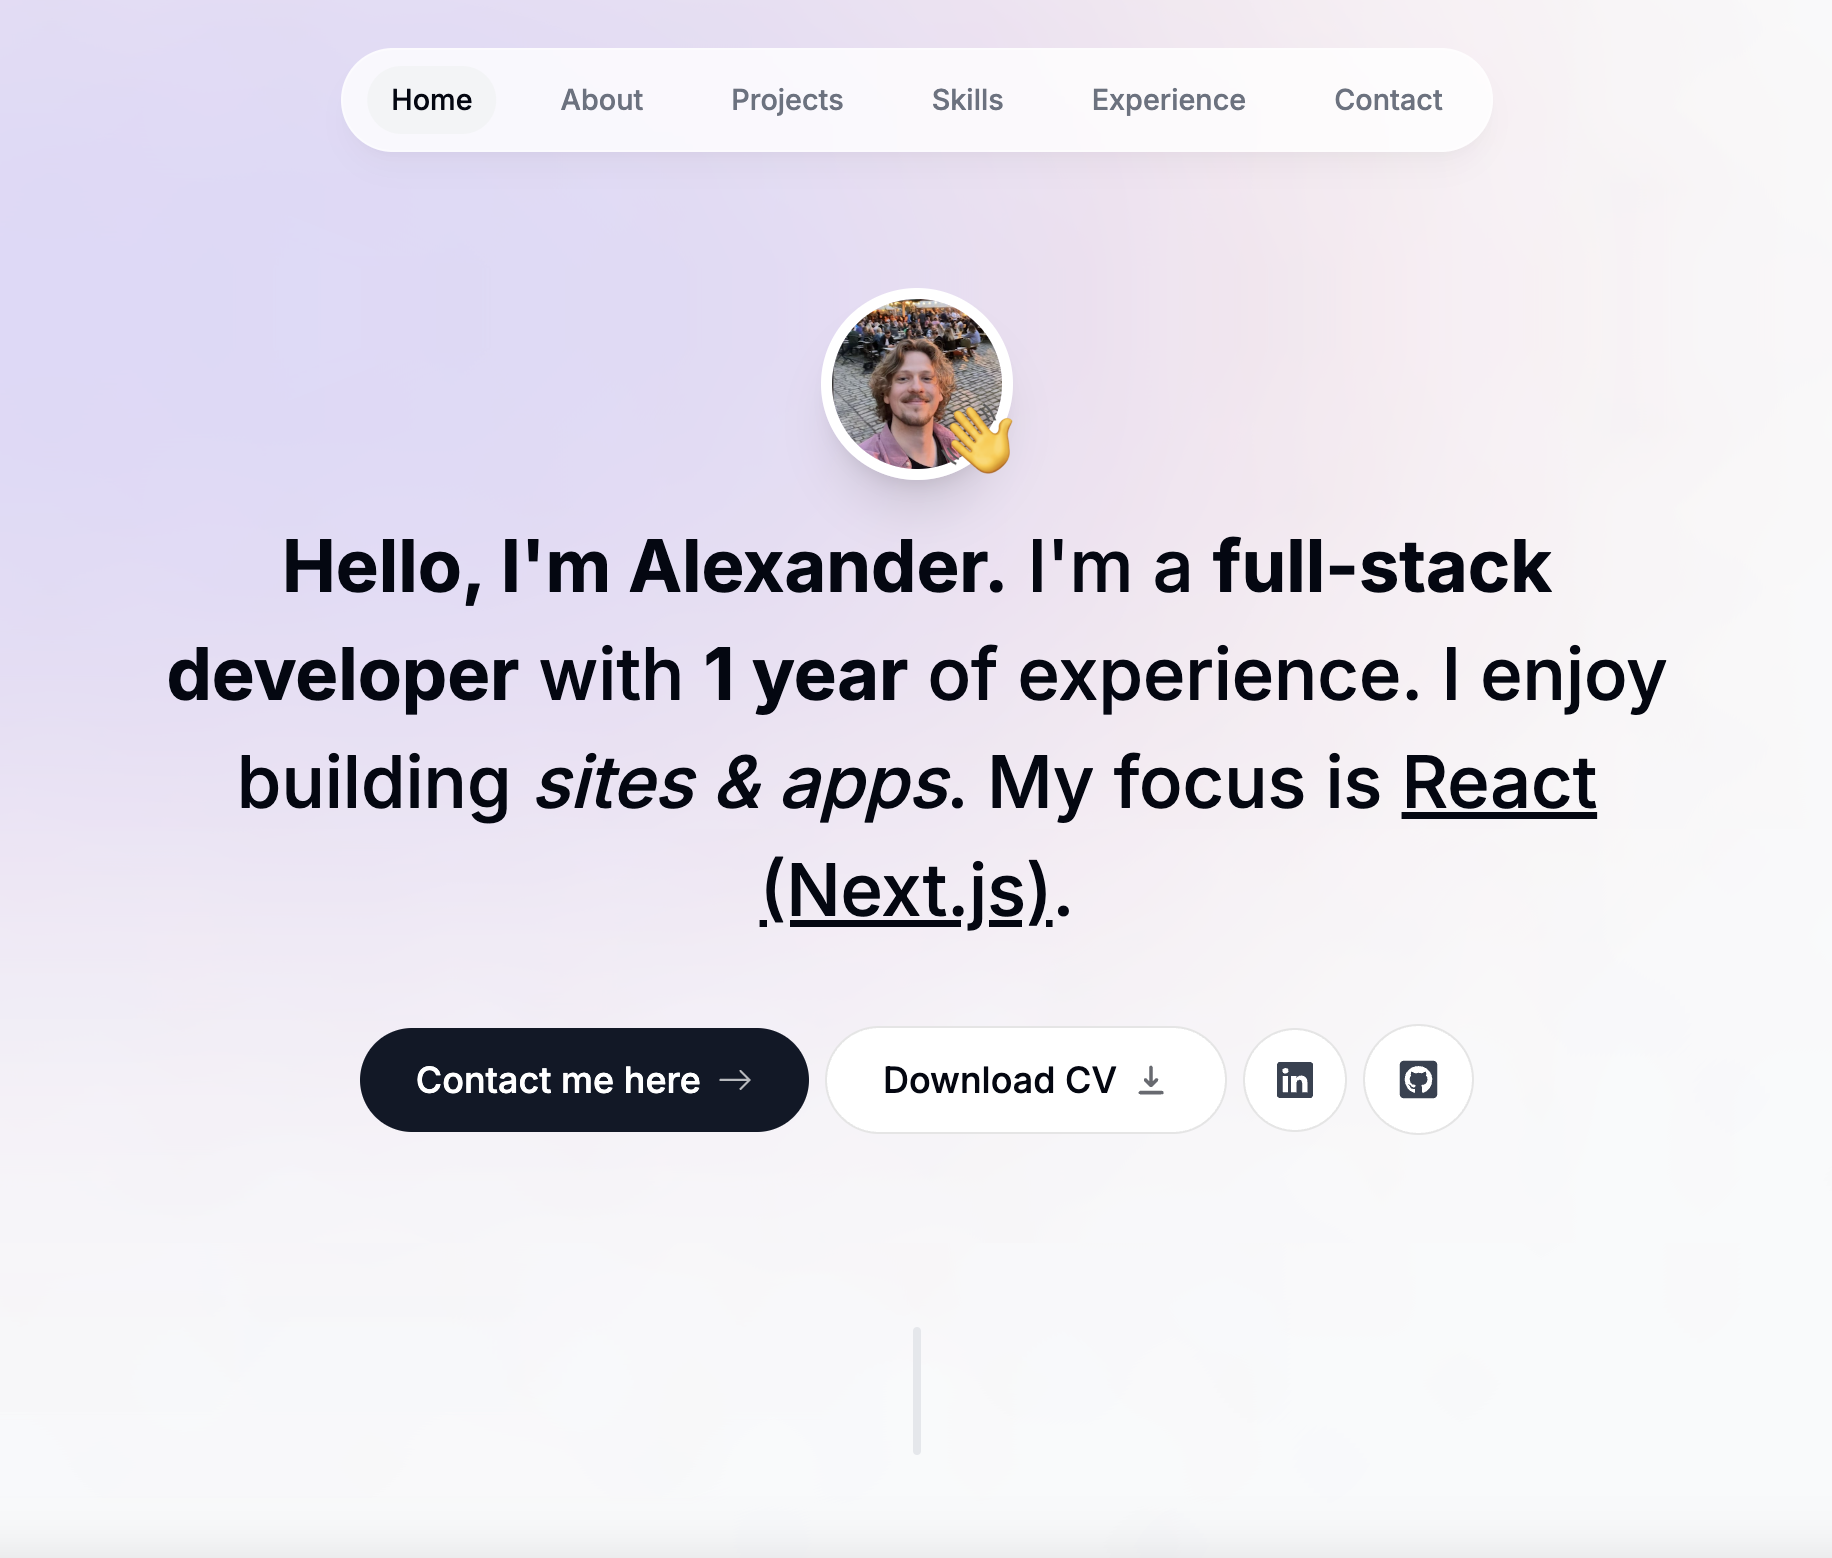 Home About Projects Skills Experience Contact
Hello, I'm Alexander. I'm a full-stack
developer with 1 year of experience. I enjoy
building sites & apps. My focus is React
(Next.js).
Contact me here Download CV in